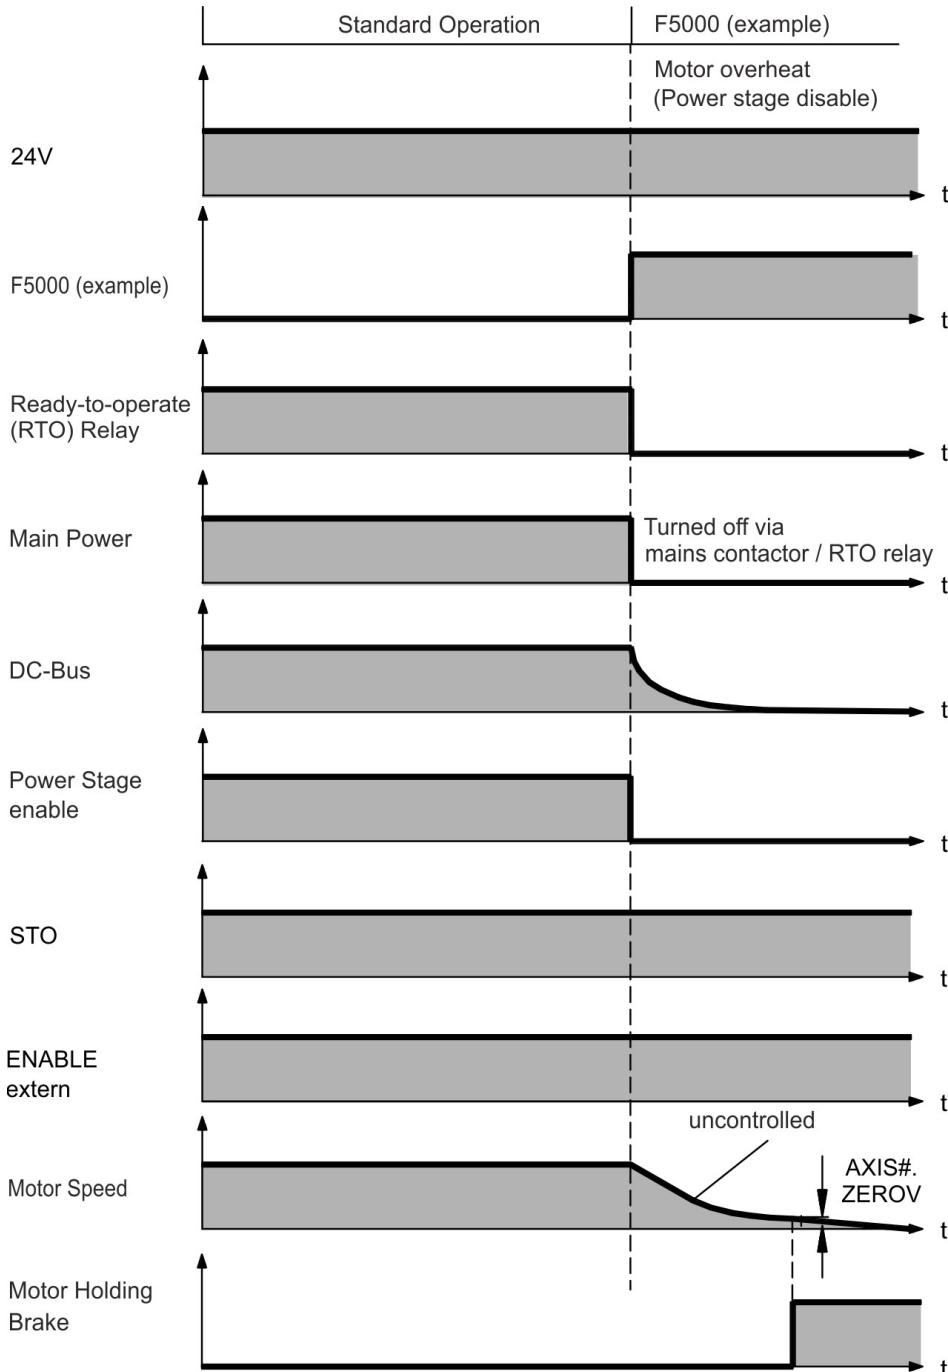 Standard Operation
F5000 (example)
Motor overheat
(Power stage disable)
24V
t
F5000 (example)
t
Ready-to-operate
(RTO) Relay
t
Main Power
Turned off via
mains contactor / RTO relay
t
DC-Bus
t
Power Stage
enable
t
STO
t
ENABLE
extern
t
uncontrolled
AXIS#.
ZEROV
Motor Speed
t
Motor Holding
Brake
t